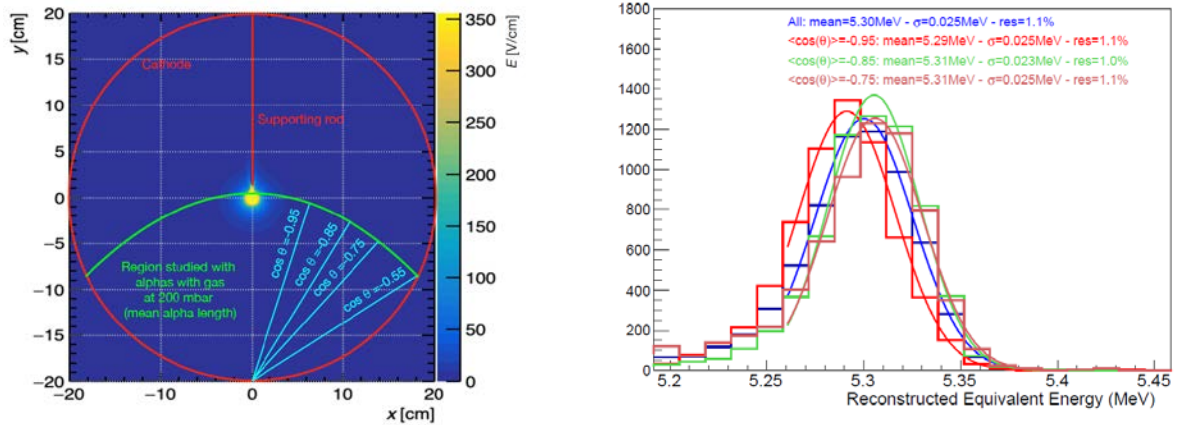 y [cm]
20
15
10
5
0
−5
−10
−15
−20
Cathode
Supporting rod
cos θ =-0.95
cos θ =-0.85
cos θ =-0.75
cos θ =-0.55
Region studied with
alphas with gas
at 200 mbar
(mean alpha length)
−20 −10 0 10 20
x [cm]
E [V/cm]
350
300
250
200
150
100
50
0
1800
1600
1400
1200
1000
800
600
400
200
0
All: mean=5.30MeV - σ=0.025MeV - res=1.1%
<cos(θ)>=-0.95: mean=5.29MeV - σ=0.025MeV - res=1.1%
<cos(θ)>=-0.85: mean=5.31MeV - σ=0.023MeV - res=1.0%
<cos(θ)>=-0.75: mean=5.31MeV - σ=0.025MeV - res=1.1%
5.2 5.26 5.3 5.35 5.4 5.45
Reconstructed Equivalent Energy (MeV)